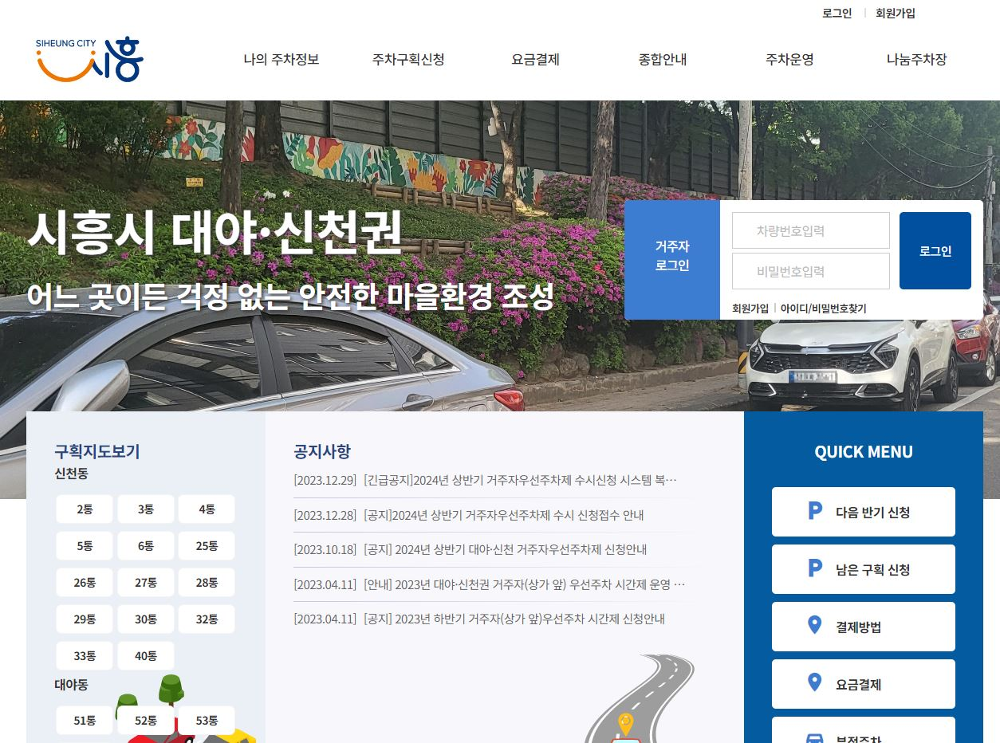 로그인 회원가입
SIHEUNG CITY 시흥
나의 주차정보 주차구획신청 요금결제 종합안내 주차운영 나눔주차장
시흥시 대야·신천권
어느 곳이든 걱정 없는 안전한 마을환경 조성
거주자
로그인
차량번호입력
비밀번호입력
로그인
회원가입 아이디/비밀번호찾기
구획지도보기
신천동
2통 3통 4통
5통 6통 25통
26통 27통 28통
29통 30통 32통
33통 40통
대야동
51통 52통 53통
공지사항
[2023.12.29] [긴급공지]2024년 상반기 거주자우선주차제 수시신청 시스템 복…
[2023.12.28] [공지]2024년 상반기 거주자우선주차제 수시 신청접수 안내
[2023.10.18] [공지] 2024년 상반기 대야·신천 거주자우선주차제 신청안내
[2023.04.11] [안내] 2023년 대야·신천권 거주자(상가 앞) 우선주차 시간제 운영 …
[2023.04.11] [공지] 2023년 하반기 거주자(상가 앞)우선주차 시간제 신청안내
QUICK MENU
다음 반기 신청
남은 구획 신청
결제방법
요금결제
부정주차